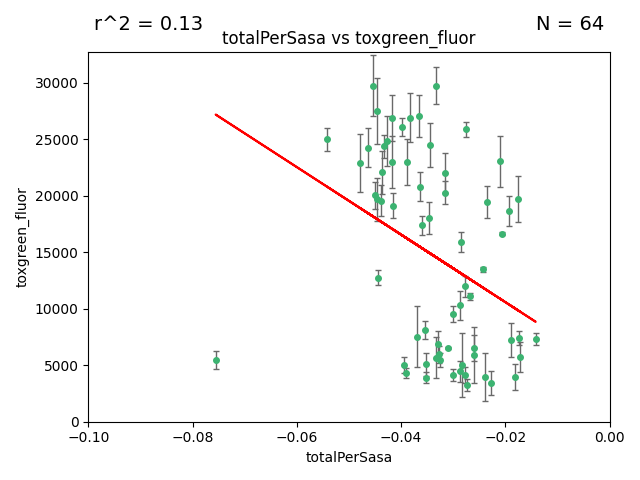 r^2 = 0.13
N = 64
totalPerSasa vs toxgreen_fluor
toxgreen_fluor
30000
25000
20000
15000
10000
5000
0
−0.10
−0.08
−0.06
−0.04
−0.02
0.00
totalPerSasa